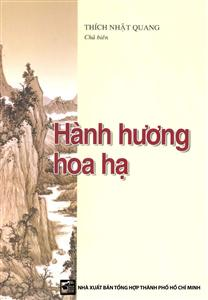 THÍCH NHẬT QUANG
Chủ biên
Hành hương
hoa hạ
NHÀ XUẤT BẢN TỔNG HỢP THÀNH PHỐ HỒ CHÍ MINH